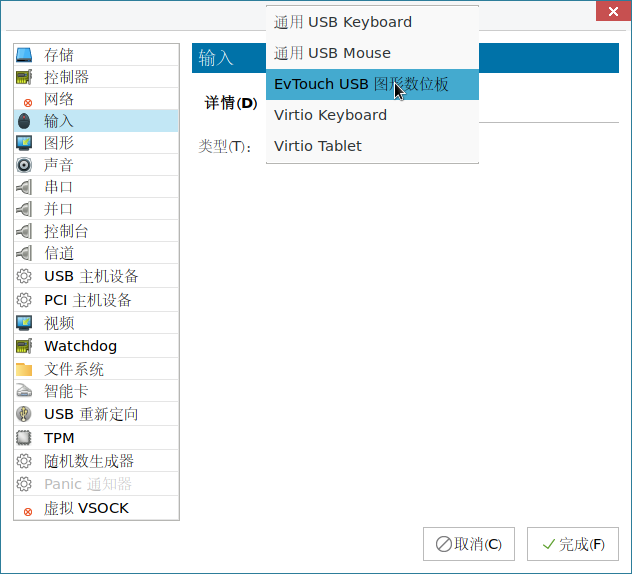 通用 USB Keyboard
通用 USB Mouse
EvTouch USB 图形数位板
Virtio Keyboard
Virtio Tablet
存储
控制器
网络
输入
图形
声音
串口
并口
控制台
信道
USB 主机设备
PCI 主机设备
视频
Watchdog
文件系统
智能卡
USB 重新定向
TPM
随机数生成器
Panic 通知器
虚拟 VSOCK
输入
详情(D)
类型(T):
取消(C)
完成(F)